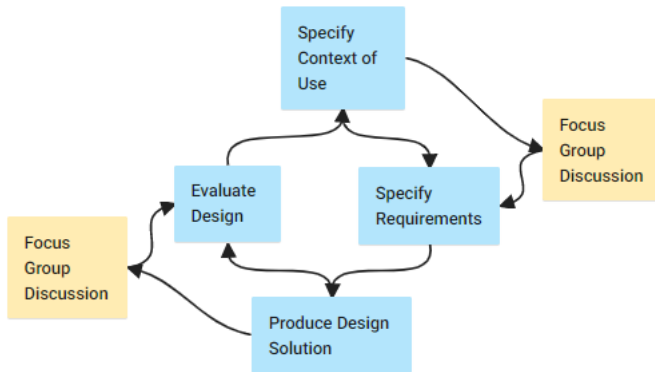 Specify
Context of
Use
Focus
Group
Discussion
Evaluate
Design
Specify
Requirements
Focus
Group
Discussion
Produce Design
Solution